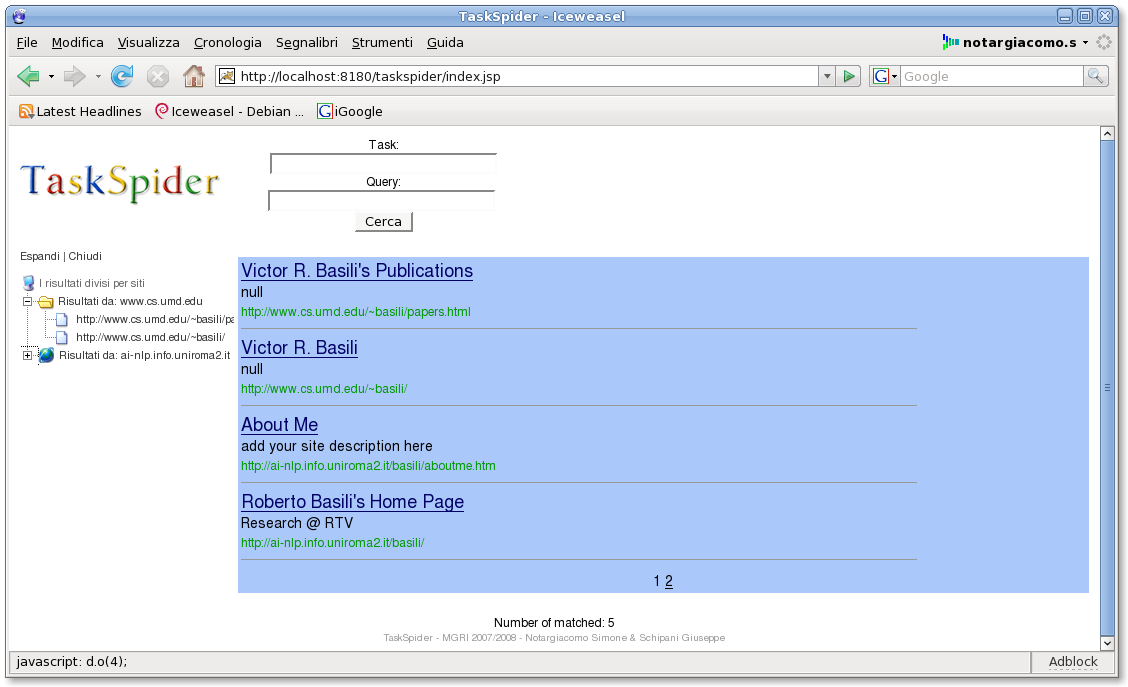 TaskSpider - Iceweasel
File Modifica Visualizza Cronologia Segnalibri Strumenti Guida notargiacomo.s
http://localhost:8180/taskspider/index.jsp G Google
Latest Headlines Iceweasel - Debian ... iGoogle
TaskSpider
Task:
Query:
Cerca
Espandi | Chiudi
I risultati divisi per siti
Risultati da: www.cs.umd.edu
http://www.cs.umd.edu/~basili/pa
http://www.cs.umd.edu/~basili/
Risultati da: ai-nlp.info.uniroma2.it
Victor R. Basili's Publications
null
http://www.cs.umd.edu/~basili/papers.html
Victor R. Basili
null
http://www.cs.umd.edu/~basili/
About Me
add your site description here
http://ai-nlp.info.uniroma2.it/basili/aboutme.htm
Roberto Basili's Home Page
Research @ RTV
http://ai-nlp.info.uniroma2.it/basili/
1 2
Number of matched: 5
TaskSpider - MGRI 2007/2008 - Notargiacomo Simone & Schipani Giuseppe
javascript: d.o(4); Adblock